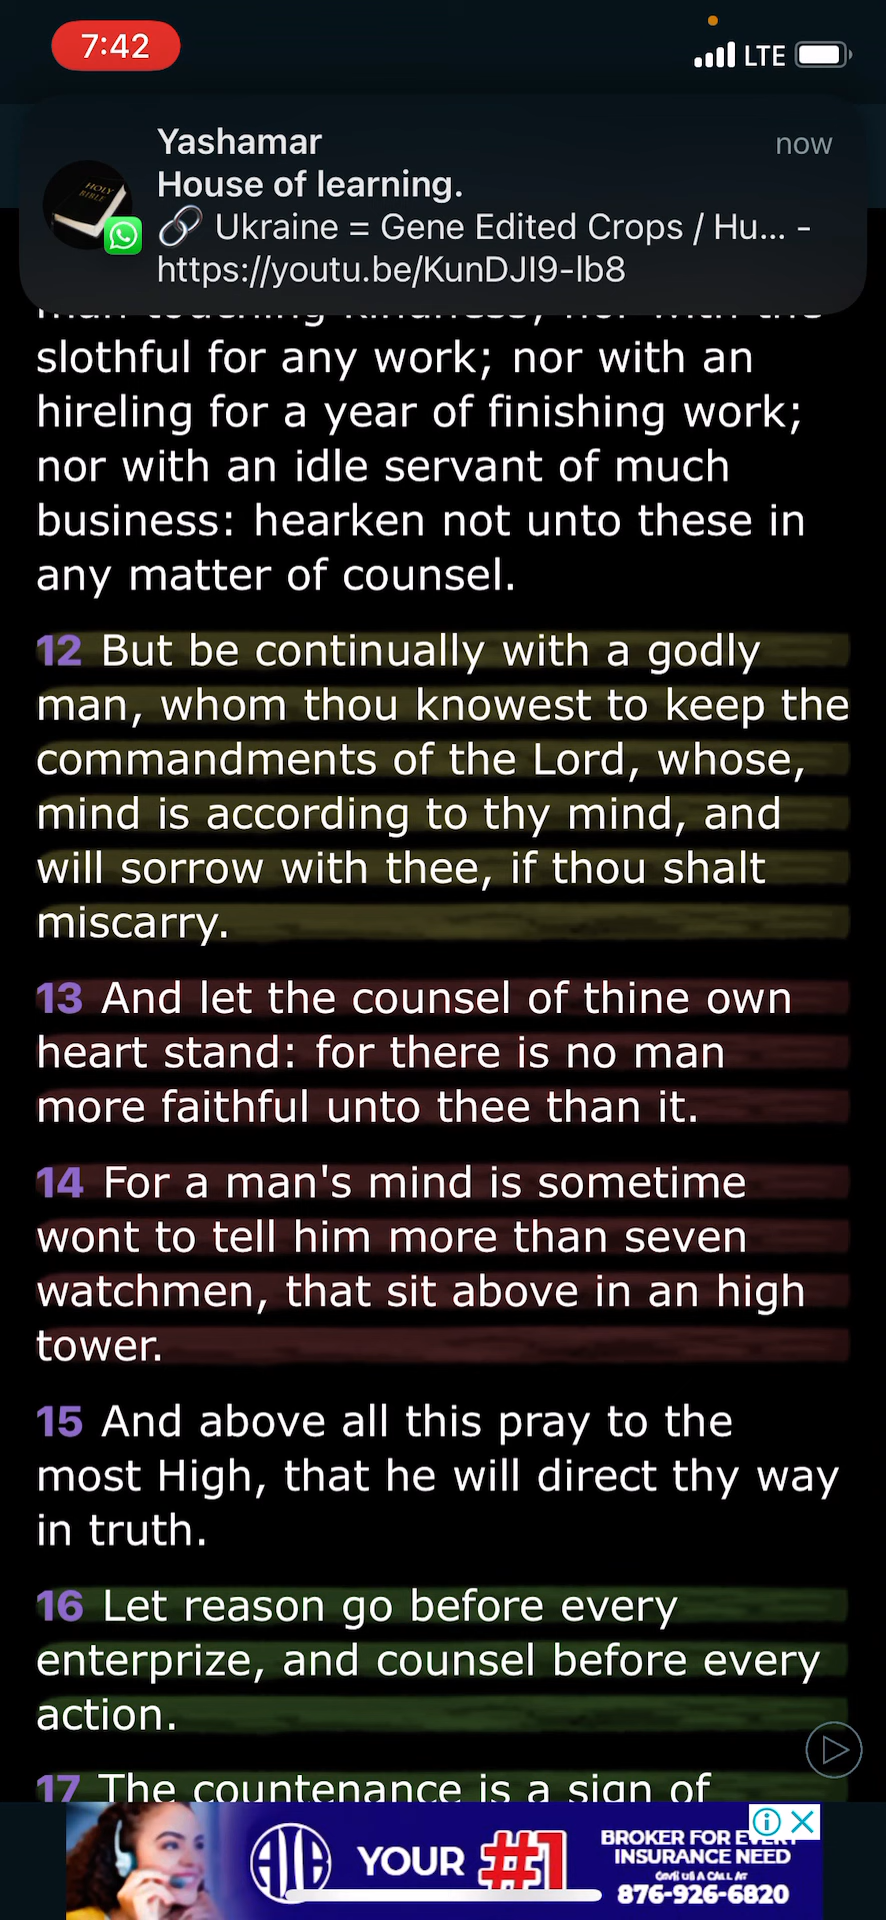 7:42
LTE
Yashamar
now
House of learning.
Ukraine = Gene Edited Crops / Hu... -
https://youtu.be/KunDJI9-lb8
HOLY
BIBLE
slothful for any work; nor with an
hireling for a year of finishing work;
nor with an idle servant of much
business: hearken not unto these in
any matter of counsel.
12 But be continually with a godly
man, whom thou knowest to keep the
commandments of the Lord, whose,
mind is according to thy mind, and
will sorrow with thee, if thou shalt
miscarry.
13 And let the counsel of thine own
heart stand: for there is no man
more faithful unto thee than it.
14 For a man's mind is sometime
wont to tell him more than seven
watchmen, that sit above in an high
tower.
15 And above all this pray to the
most High, that he will direct thy way
in truth.
16 Let reason go before every
enterprize, and counsel before every
action.
17 The countenance is a sign of
YOUR #1
BROKER FOR EVERY
INSURANCE NEED
GIVE US A CALL AT
876-926-6820